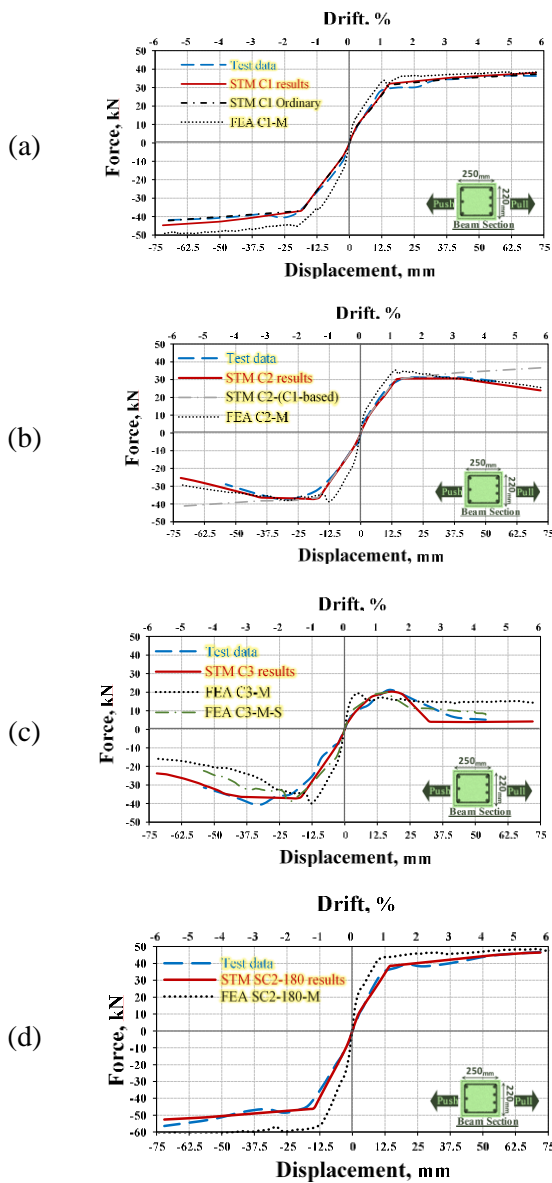 (a)
Drift, %
-6 -5 -4 -3 -2 -1 0 1 2 3 4 5 6
Force, kN
50
40
30
20
10
0
-10
-20
-30
-40
-50
Test data
STM C1 results
STM C1 Ordinary
FEA C1-M
250mm
220mm
Push
Pull
Beam Section
-75 -62.5 -50 -37.5 -25 -12.5 0 12.5 25 37.5 50 62.5 75
Displacement, mm
(b)
Drift, %
-6 -5 -4 -3 -2 -1 0 1 2 3 4 5 6
Force, kN
50
40
30
20
10
0
-10
-20
-30
-40
-50
Test data
STM C2 results
STM C2-(C1-based)
FEA C2-M
250mm
220mm
Push
Pull
Beam Section
-75 -62.5 -50 -37.5 -25 -12.5 0 12.5 25 37.5 50 62.5 75
Displacement, mm
(c)
Drift, %
-6 -5 -4 -3 -2 -1 0 1 2 3 4 5 6
Force, kN
50
40
30
20
10
0
-10
-20
-30
-40
-50
Test data
STM C3 results
FEA C3-M
FEA C3-M-S
250mm
220mm
Push
Pull
Beam Section
-75 -62.5 -50 -37.5 -25 -12.5 0 12.5 25 37.5 50 62.5 75
Displacement, mm
(d)
Drift, %
-6 -5 -4 -3 -2 -1 0 1 2 3 4 5 6
Force, kN
50
40
30
20
10
0
-10
-20
-30
-40
-50
-60
Test data
STM SC2-180 results
FEA SC2-180-M
250mm
220mm
Push
Pull
Beam Section
-75 -62.5 -50 -37.5 -25 -12.5 0 12.5 25 37.5 50 62.5 75
Displacement, mm